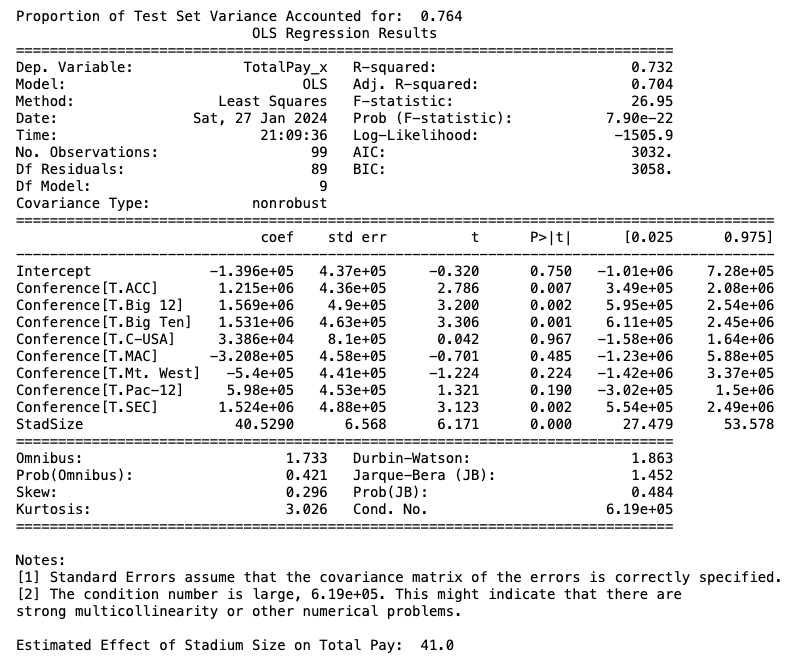 Proportion of Test Set Variance Accounted for:  0.764
                            OLS Regression Results
==============================================================================
Dep. Variable:             TotalPay_x   R-squared:                       0.732
Model:                            OLS   Adj. R-squared:                  0.704
Method:                 Least Squares   F-statistic:                     26.95
Date:                Sat, 27 Jan 2024   Prob (F-statistic):           7.90e-22
Time:                        21:09:36   Log-Likelihood:                -1505.9
No. Observations:                  99   AIC:                             3032.
Df Residuals:                      89   BIC:                             3058.
Df Model:                           9
Covariance Type:            nonrobust
==========================================================================================
                             coef    std err          t      P>|t|      [0.025      0.975]
------------------------------------------------------------------------------------------
Intercept              -1.396e+05   4.37e+05     -0.320      0.750   -1.01e+06    7.28e+05
Conference[T.ACC]       1.215e+06   4.36e+05      2.786      0.007    3.49e+05    2.08e+06
Conference[T.Big 12]    1.569e+06    4.9e+05      3.200      0.002    5.95e+05    2.54e+06
Conference[T.Big Ten]   1.531e+06   4.63e+05      3.306      0.001    6.11e+05    2.45e+06
Conference[T.C-USA]     3.386e+04    8.1e+05      0.042      0.967   -1.58e+06    1.64e+06
Conference[T.MAC]      -3.208e+05   4.58e+05     -0.701      0.485   -1.23e+06    5.88e+05
Conference[T.Mt. West]   -5.4e+05   4.41e+05     -1.224      0.224   -1.42e+06    3.37e+05
Conference[T.Pac-12]     5.98e+05   4.53e+05      1.321      0.190   -3.02e+05     1.5e+06
Conference[T.SEC]       1.524e+06   4.88e+05      3.123      0.002    5.54e+05    2.49e+06
StadSize                  40.5290      6.568      6.171      0.000      27.479      53.578
==============================================================================
Omnibus:                        1.733   Durbin-Watson:                   1.863
Prob(Omnibus):                  0.421   Jarque-Bera (JB):                1.452
Skew:                           0.296   Prob(JB):                        0.484
Kurtosis:                       3.026   Cond. No.                     6.19e+05
==============================================================================
Notes:
[1] Standard Errors assume that the covariance matrix of the errors is correctly specified.
[2] The condition number is large, 6.19e+05. This might indicate that there are
strong multicollinearity or other numerical problems.
Estimated Effect of Stadium Size on Total Pay:  41.0